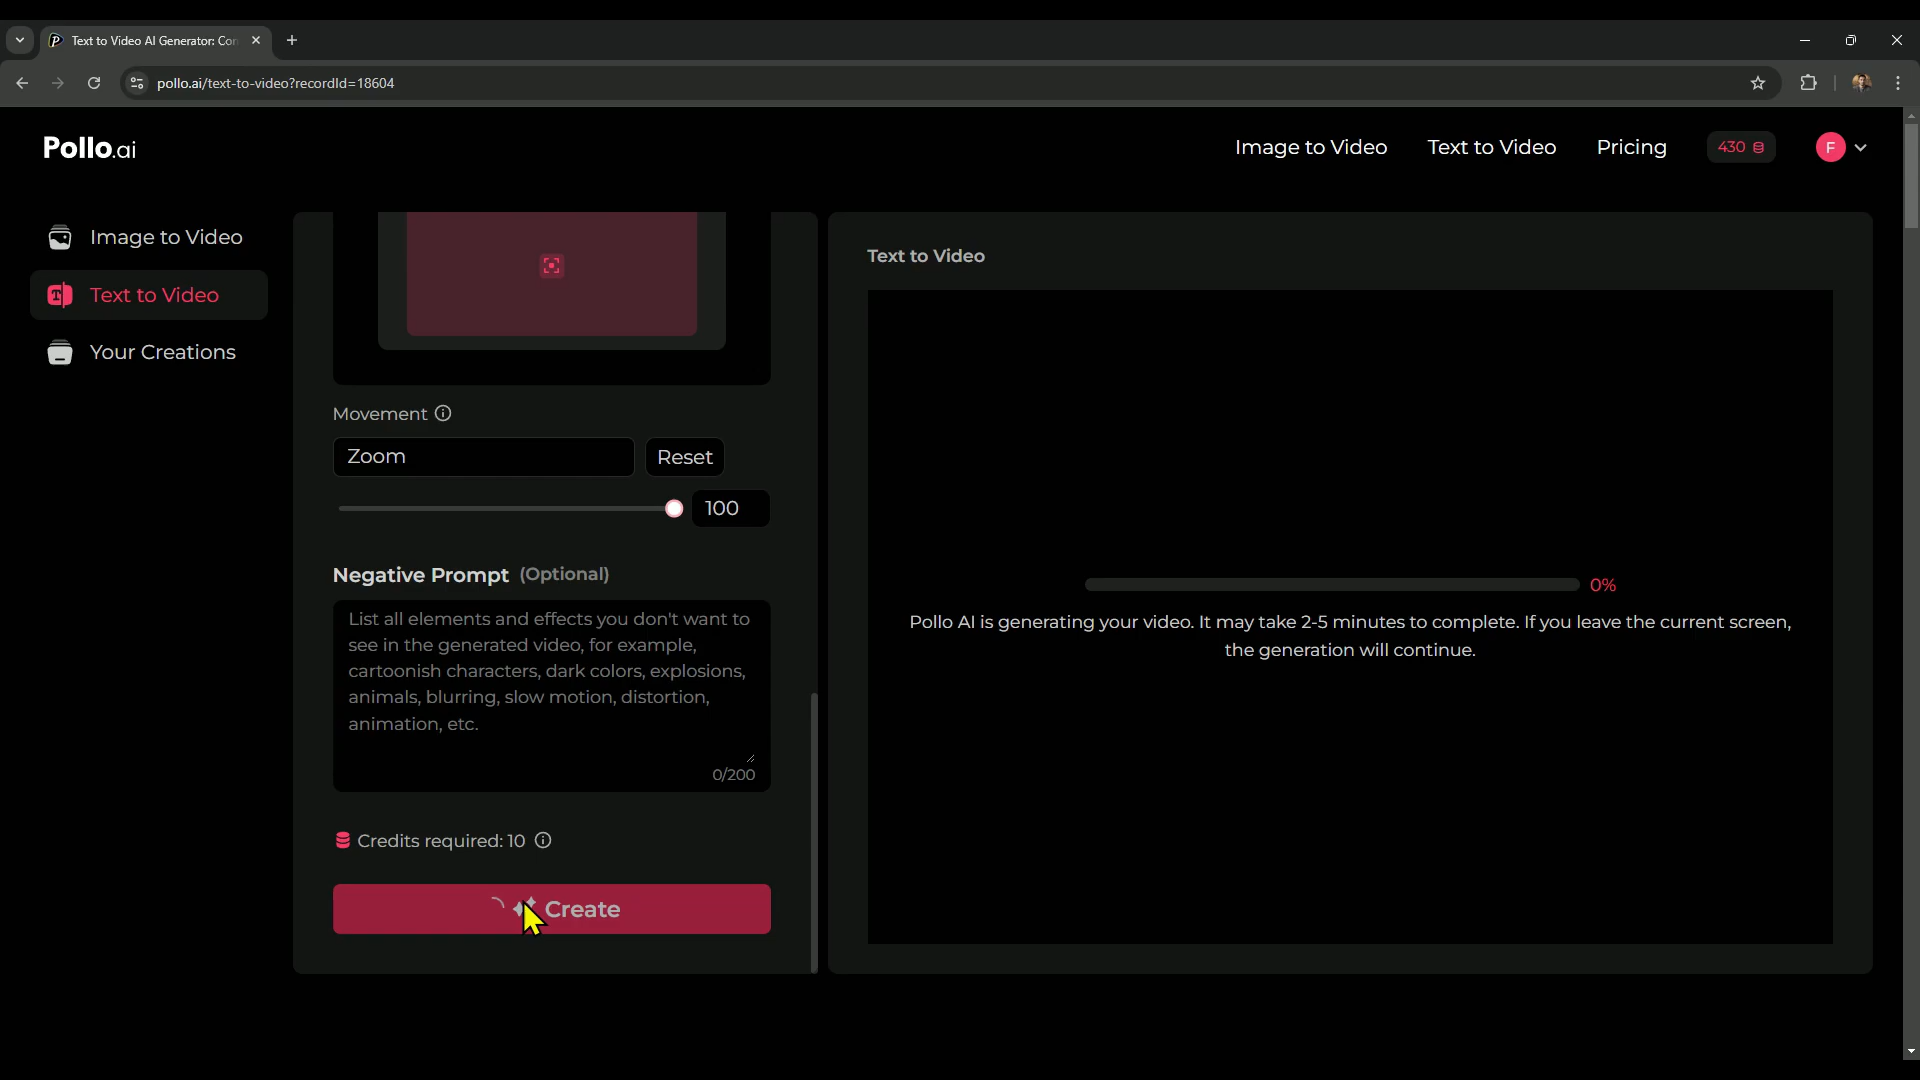 Text to Video AI Generator: Con
pollo.ai/text-to-video?recordId=18604
Pollo.ai
Image to Video
Text to Video
Pricing
430
F
Image to Video
Text to Video
Your Creations
Movement
Zoom
Reset
100
Negative Prompt (Optional)
List all elements and effects you don't want to
see in the generated video, for example,
cartoonish characters, dark colors, explosions,
animals, blurring, slow motion, distortion,
animation, etc.
0/200
Credits required: 10
Create
Text to Video
0%
Pollo AI is generating your video. It may take 2-5 minutes to complete. If you leave the current screen,
the generation will continue.